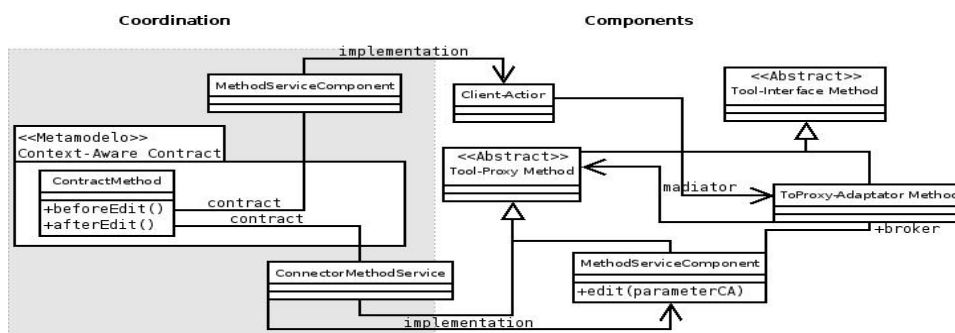 Coordination
Components
implementation
MethodServiceComponent
Client-Actior
<<Abstract>>
Tool-Interface Method
<<Metamodelo>>
Context-Aware Contract
ContractMethod
+beforeEdit()
+afterEdit()
contract
contract
<<Abstract>>
Tool-Proxy Method
madiator
ToProxy-Adaptator Method
+broker
ConnectorMethodService
MethodServiceComponent
+edit(parameterCA)
implementation